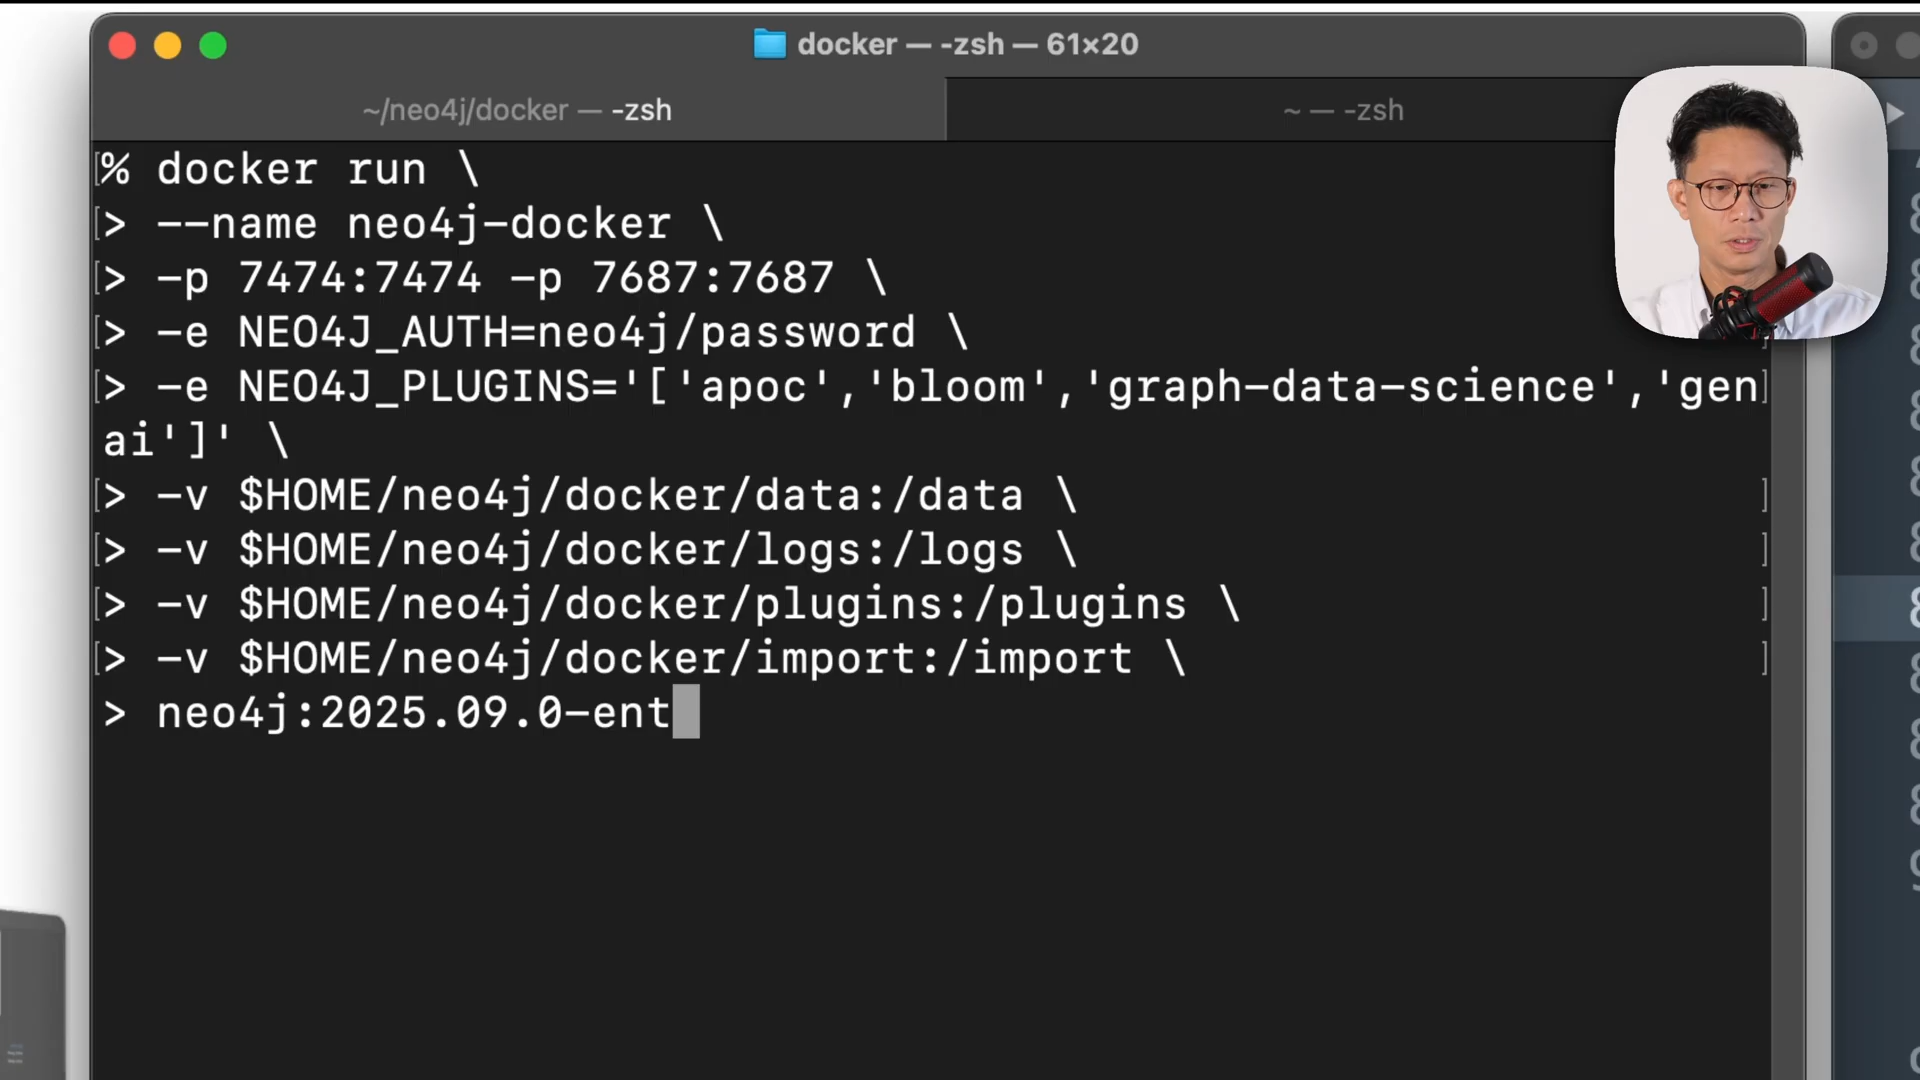 docker — -zsh — 61×20
~/neo4j/docker — -zsh
~ — -zsh
% docker run \
> --name neo4j-docker \
> -p 7474:7474 -p 7687:7687 \
> -e NEO4J_AUTH=neo4j/password \
> -e NEO4J_PLUGINS='['apoc','bloom','graph-data-science','gen
ai']' \
> -v $HOME/neo4j/docker/data:/data \
> -v $HOME/neo4j/docker/logs:/logs \
> -v $HOME/neo4j/docker/plugins:/plugins \
> -v $HOME/neo4j/docker/import:/import \
> neo4j:2025.09.0-ent